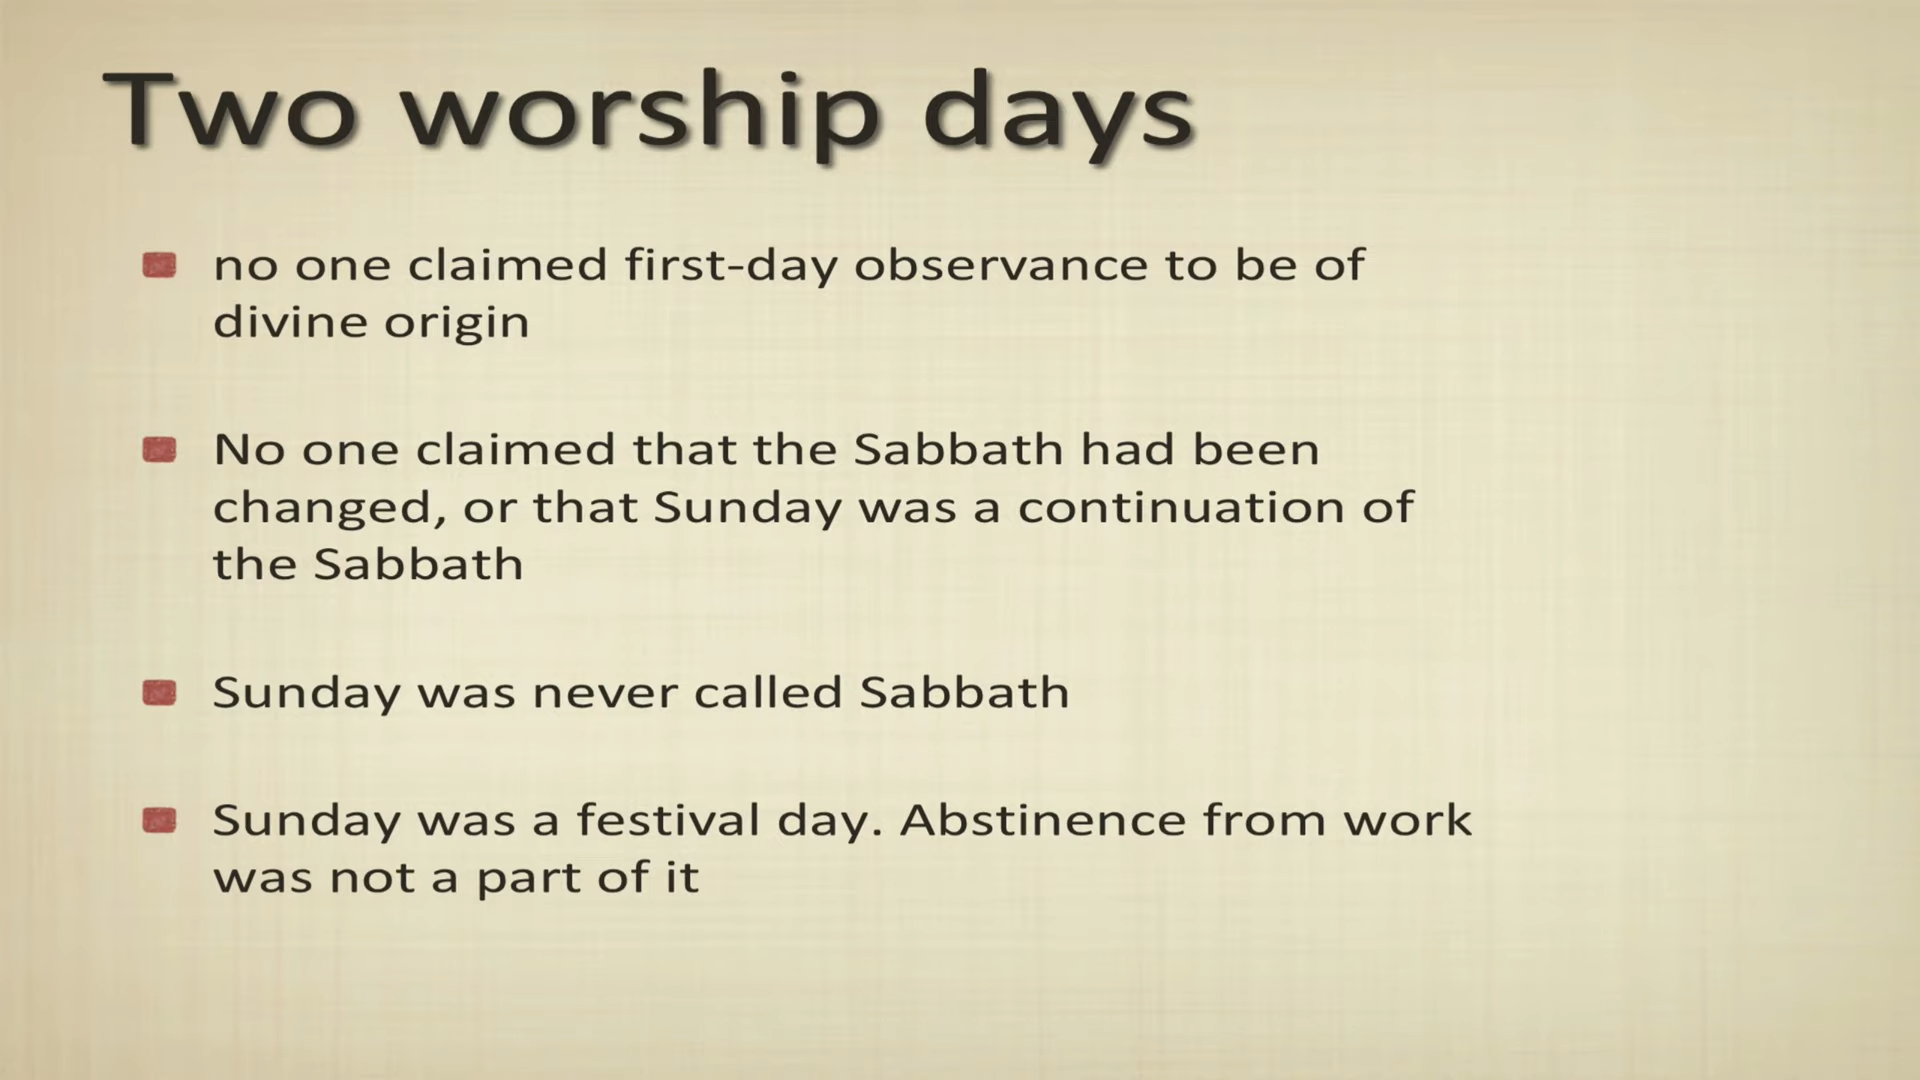 Two worship days
no one claimed first-day observance to be of
divine origin
No one claimed that the Sabbath had been
changed, or that Sunday was a continuation of
the Sabbath
Sunday was never called Sabbath
Sunday was a festival day. Abstinence from work
was not a part of it